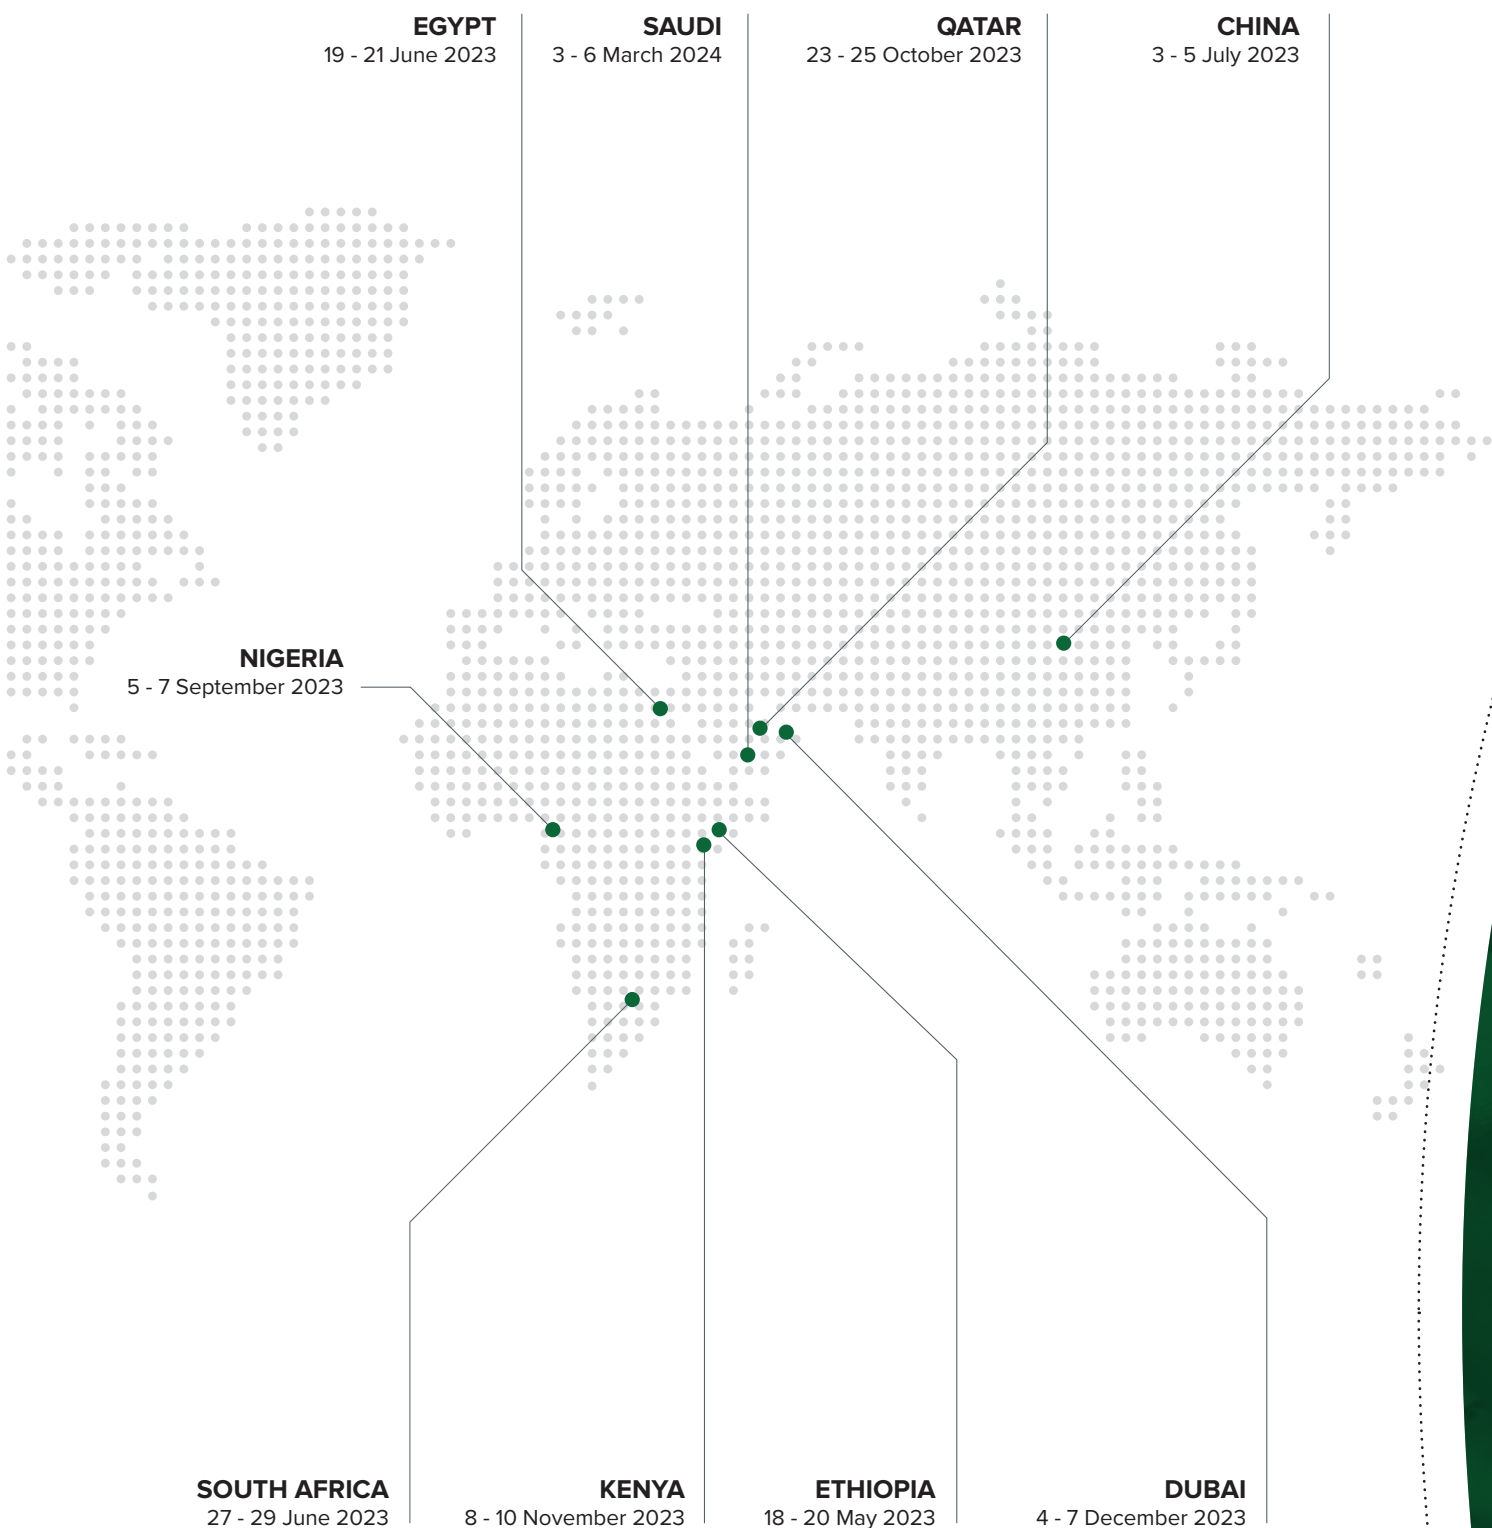 EGYPT
19 - 21 June 2023
SAUDI
3 - 6 March 2024
QATAR
23 - 25 October 2023
CHINA
3 - 5 July 2023
NIGERIA
5 - 7 September 2023
SOUTH AFRICA
27 - 29 June 2023
KENYA
8 - 10 November 2023
ETHIOPIA
18 - 20 May 2023
DUBAI
4 - 7 December 2023